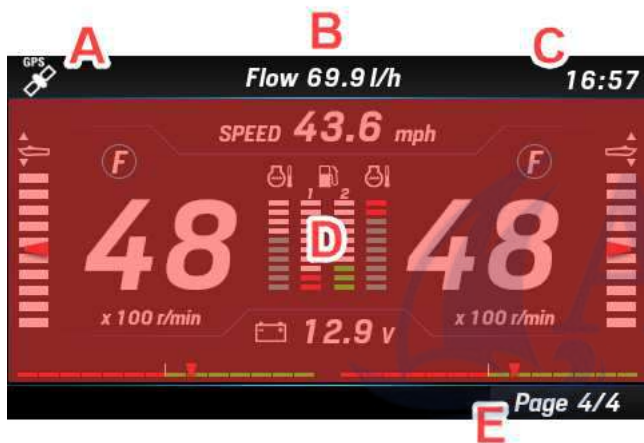 A B C
GPS Flow 69.9 l/h 16:57
SPEED 43.6 mph
F F
1 2
48 D 48
x 100 r/min x 100 r/min
12.9 v
E Page 4/4